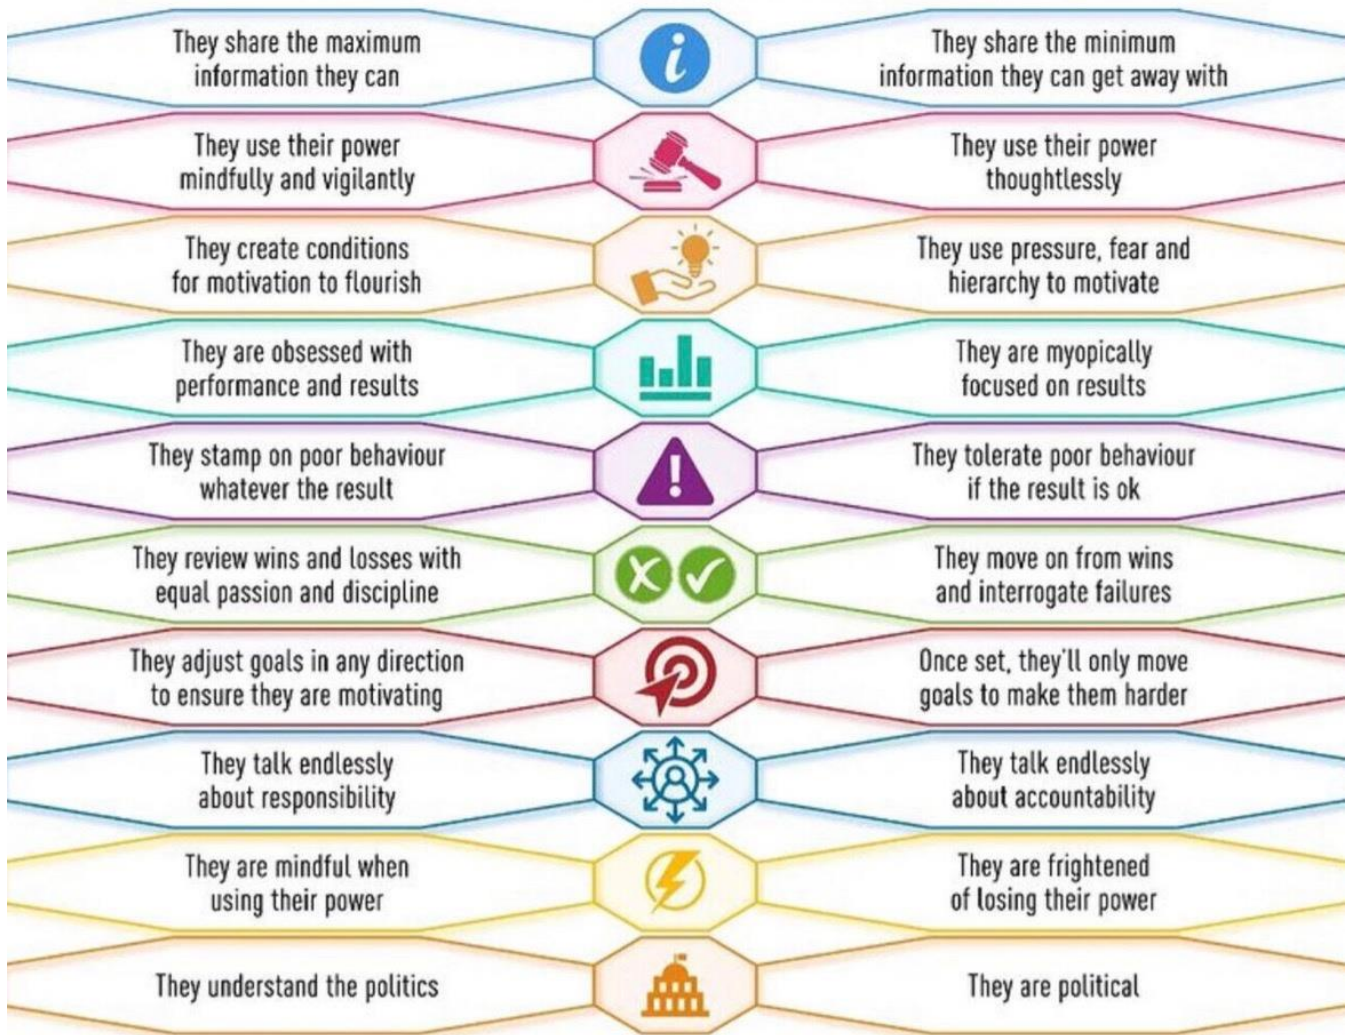 They share the maximum
information they can
i
They share the minimum
information they can get away with
They use their power
mindfully and vigilantly
They use their power
thoughtlessly
They create conditions
for motivation to flourish
They use pressure, fear and
hierarchy to motivate
They are obsessed with
performance and results
They are myopically
focused on results
They stamp on poor behaviour
whatever the result
!
They tolerate poor behaviour
if the result is ok
They review wins and losses with
equal passion and discipline
They move on from wins
and interrogate failures
They adjust goals in any direction
to ensure they are motivating
Once set, they'll only move
goals to make them harder
They talk endlessly
about responsibility
They talk endlessly
about accountability
They are mindful when
using their power
They are frightened
of losing their power
They understand the politics
They are political